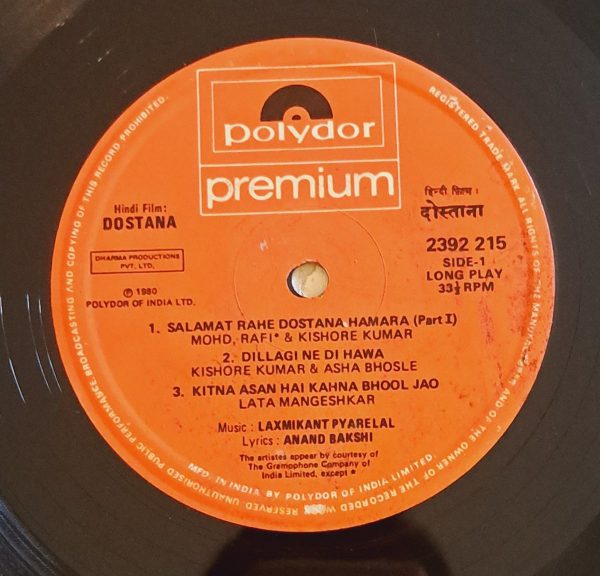 polydor
premium
Hindi Film:
DOSTANA
DHARMA PRODUCTIONS
PVT. LTD.
℗ 1980
POLYDOR OF INDIA LTD.
हिन्दी फ़िल्म :
दोस्ताना
2392 215
SIDE-1
LONG PLAY
33⅓ RPM
1. SALAMAT RAHE DOSTANA HAMARA (Part I)
MOHD. RAFI* & KISHORE KUMAR
2. DILLAGI NE DI HAWA
KISHORE KUMAR & ASHA BHOSLE
3. KITNA ASAN HAI KAHNA BHOOL JAO
LATA MANGESHKAR
Music : LAXMIKANT PYARELAL
Lyrics : ANAND BAKSHI
The artistes appear by courtesy of
The Gramophone Company of
India Limited, except *
MFG. IN INDIA BY POLYDOR OF INDIA LIMITED.
REGISTERED TRADE MARK ALL RIGHTS OF THE MANUFACTURER AND OF THE OWNER OF THE RECORDED WORK RESERVED UNAUTHORISED PUBLIC PERFORMANCE BROADCASTING AND COPYING OF THIS RECORD PROHIBITED.